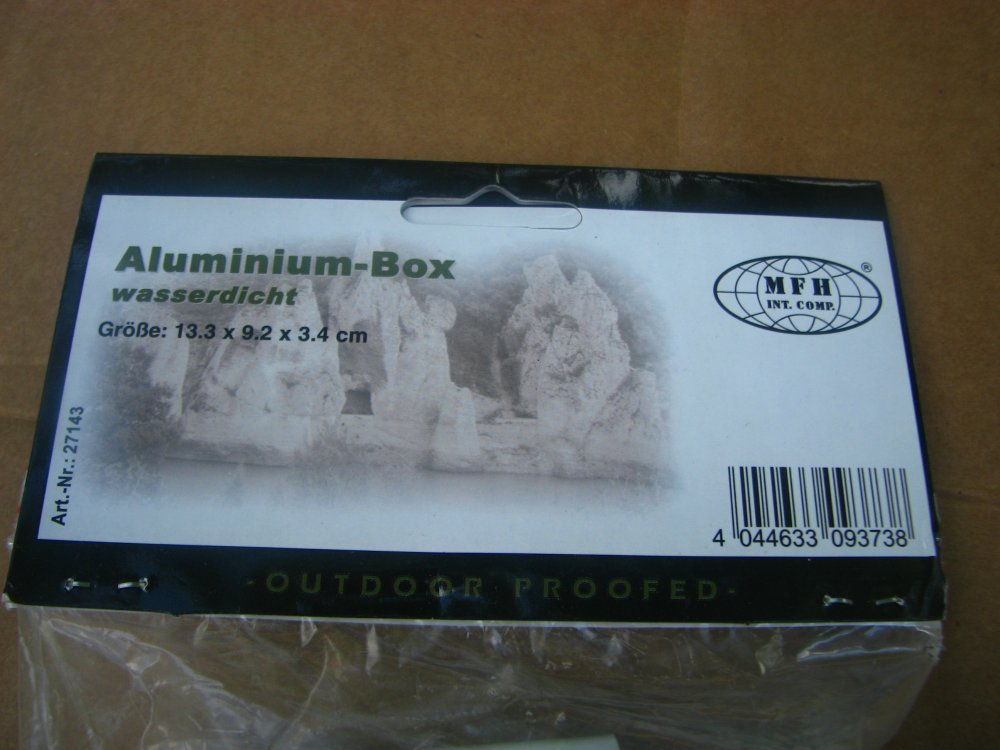 Aluminium-Box
wasserdicht
Größe: 13.3 x 9.2 x 3.4 cm
MFH
INT. COMP.
®
Art.-Nr.: 27143
4 044633 093738
-OUTDOOR PROOFED-